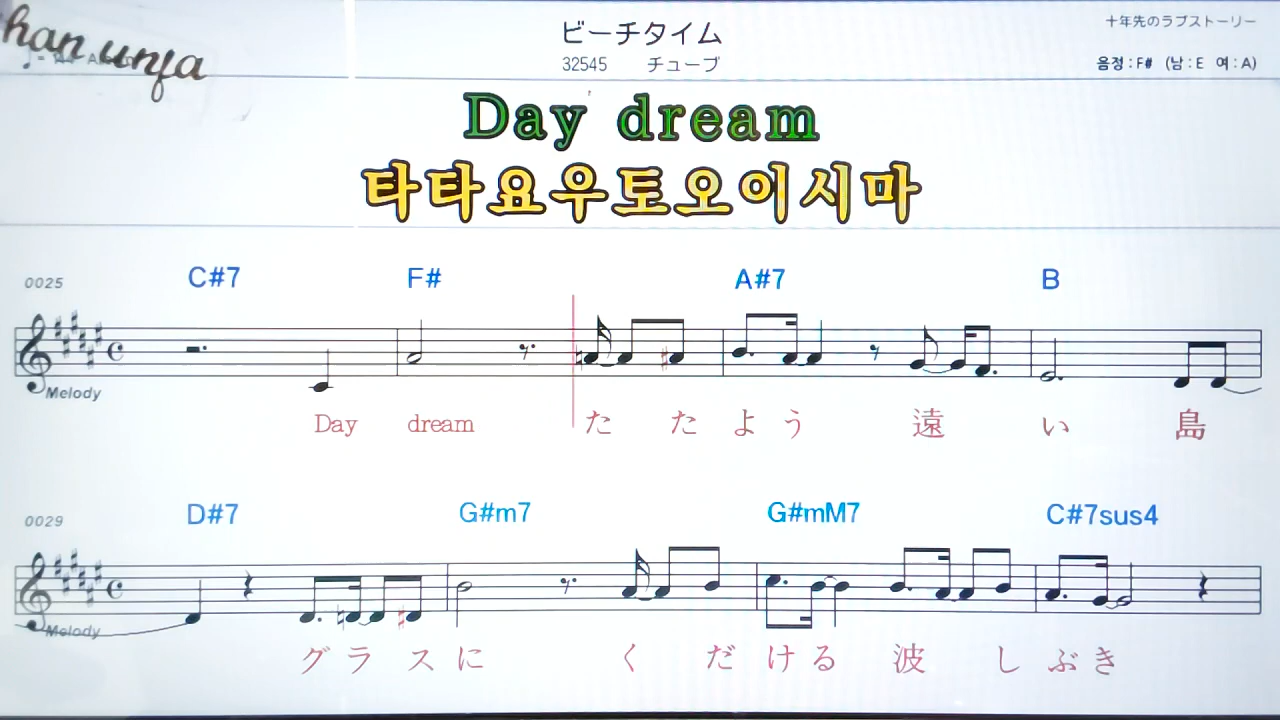 han unja
十年先のラブストーリー
ビーチタイム
32545 チューブ
음정:F# (남:E 여:A)
Day dream
타타요우토오이시마
0025 C#7 F# A#7 B
Melody
Day dream た た よ う 遠 い 島
0029 D#7 G#m7 G#mM7 C#7sus4
Melody
グ ラ ス に く だ け る 波 し ぶ き